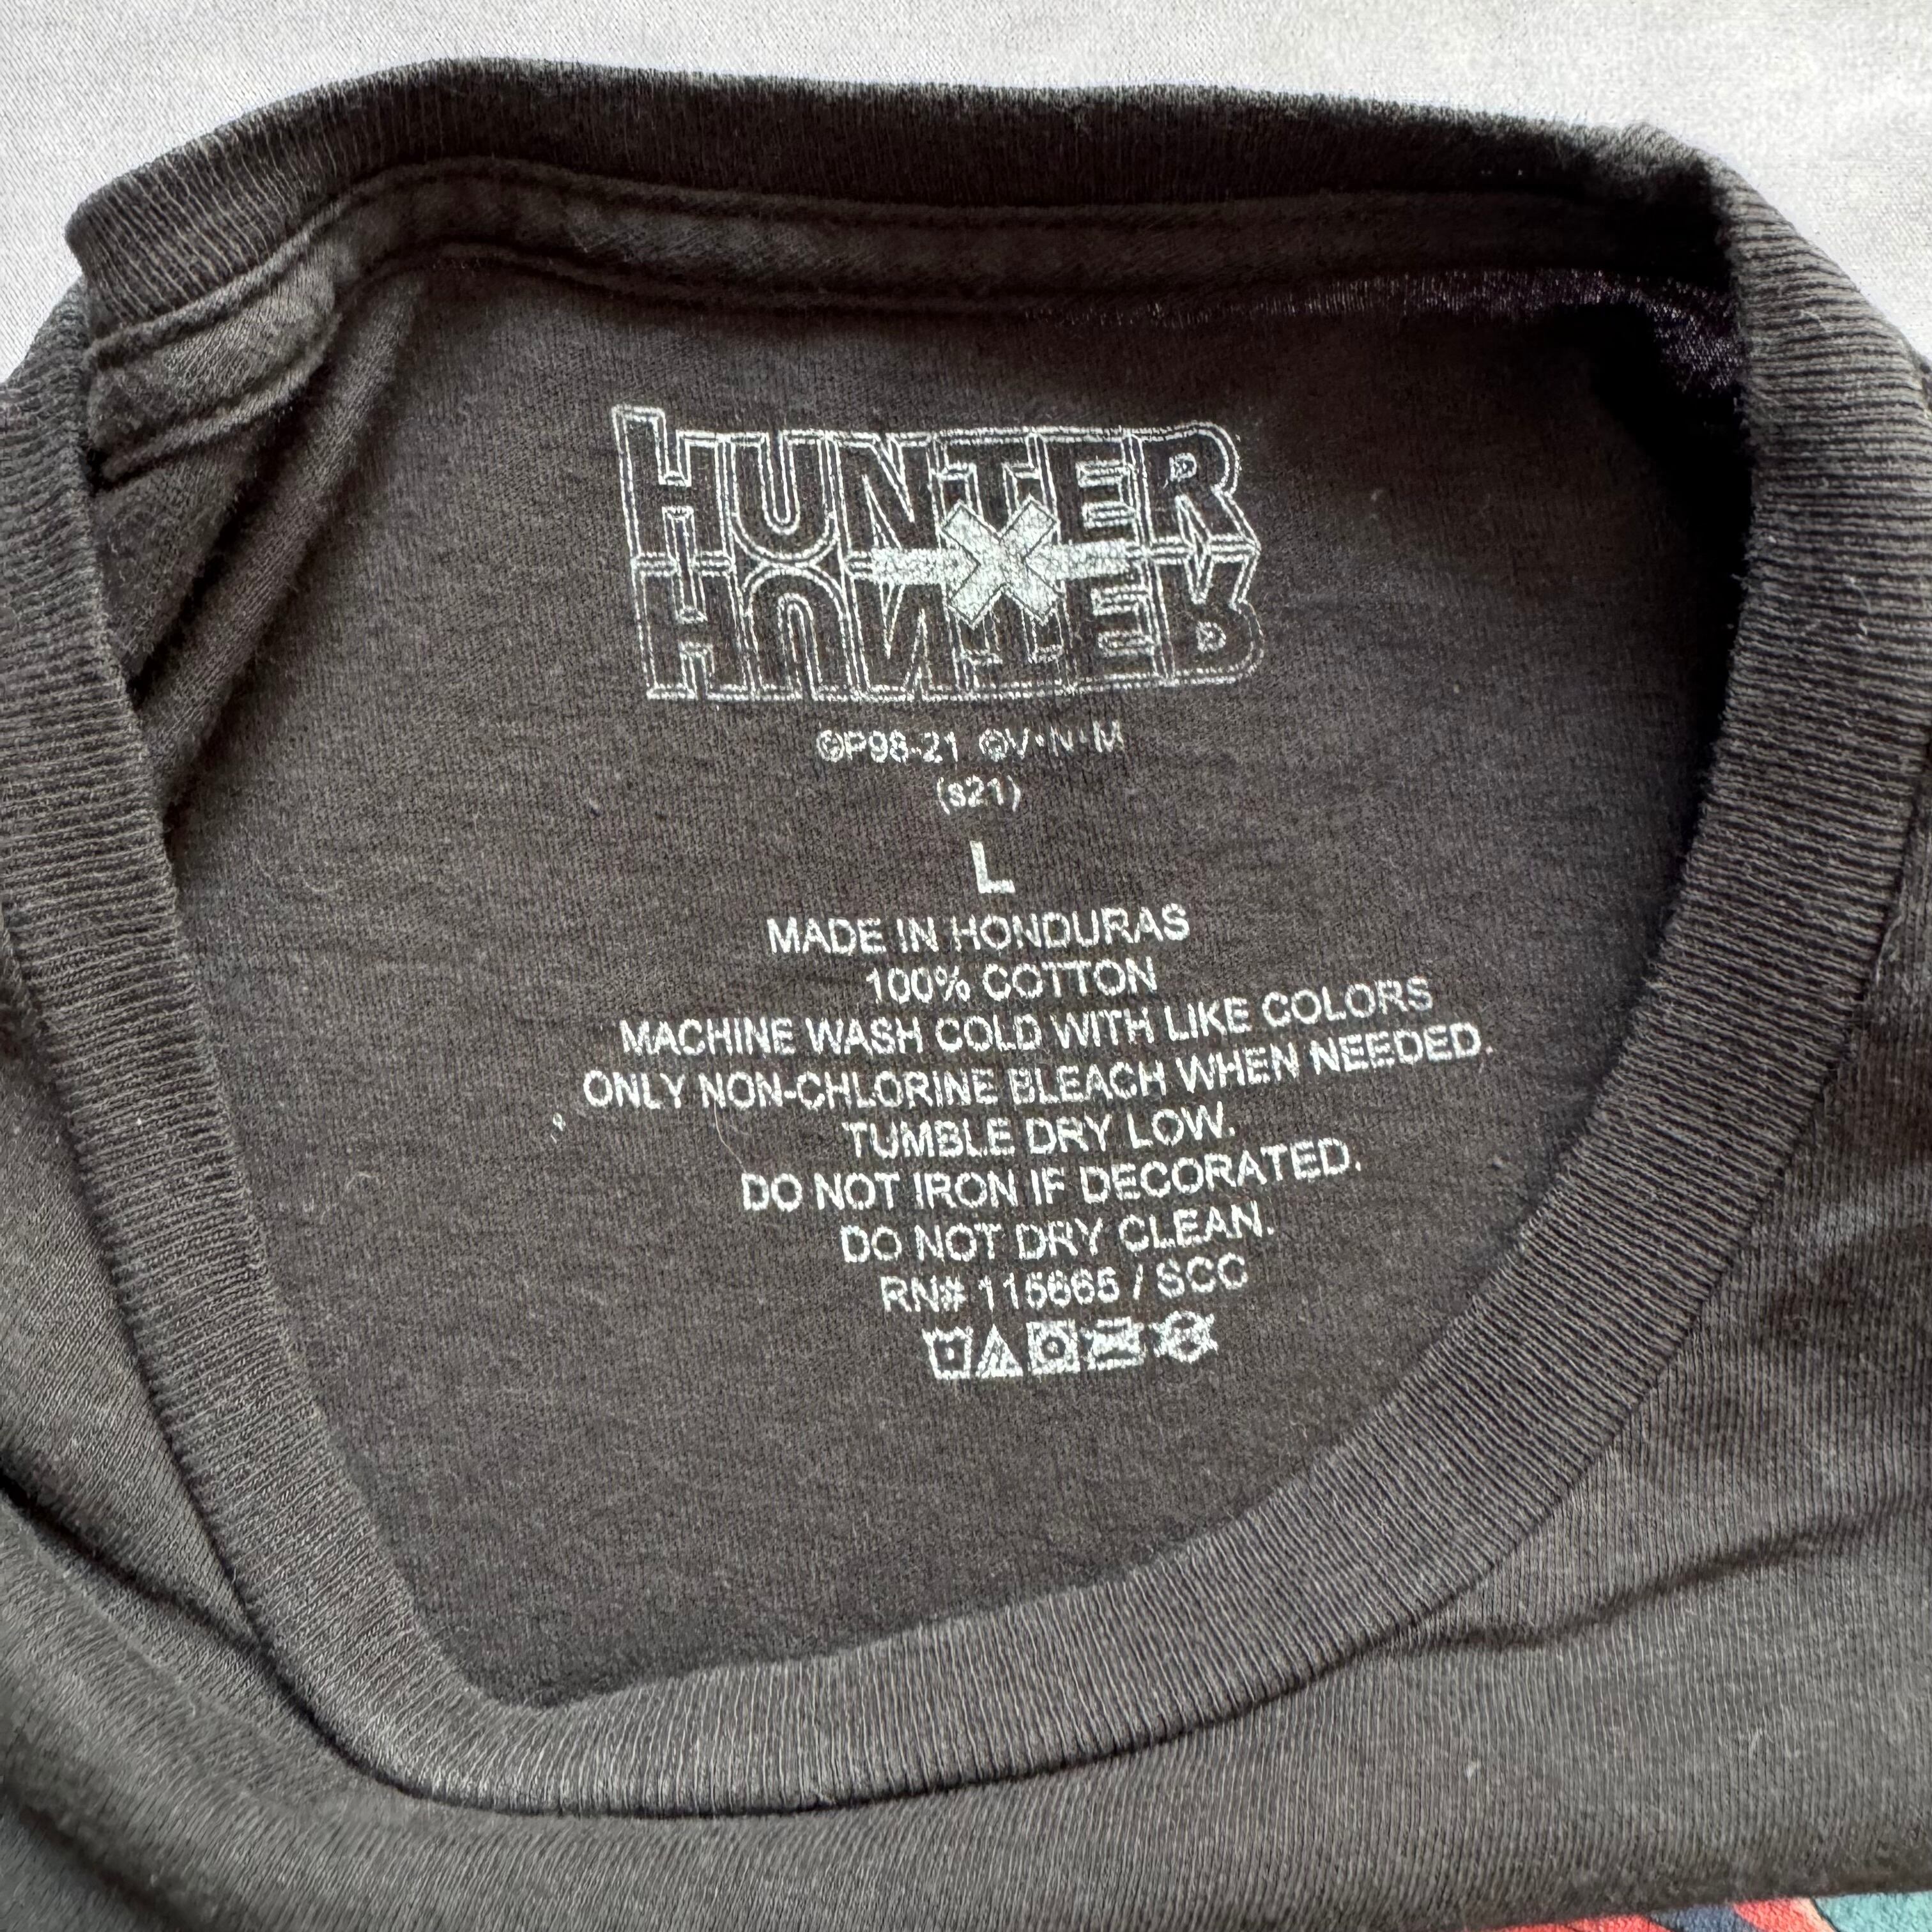 HUNTER
X
HUNTER
©P98-21 ©V•N•M
(s21)
L
MADE IN HONDURAS
100% COTTON
MACHINE WASH COLD WITH LIKE COLORS
ONLY NON-CHLORINE BLEACH WHEN NEEDED.
TUMBLE DRY LOW.
DO NOT IRON IF DECORATED.
DO NOT DRY CLEAN.
RN# 115665 / SCC